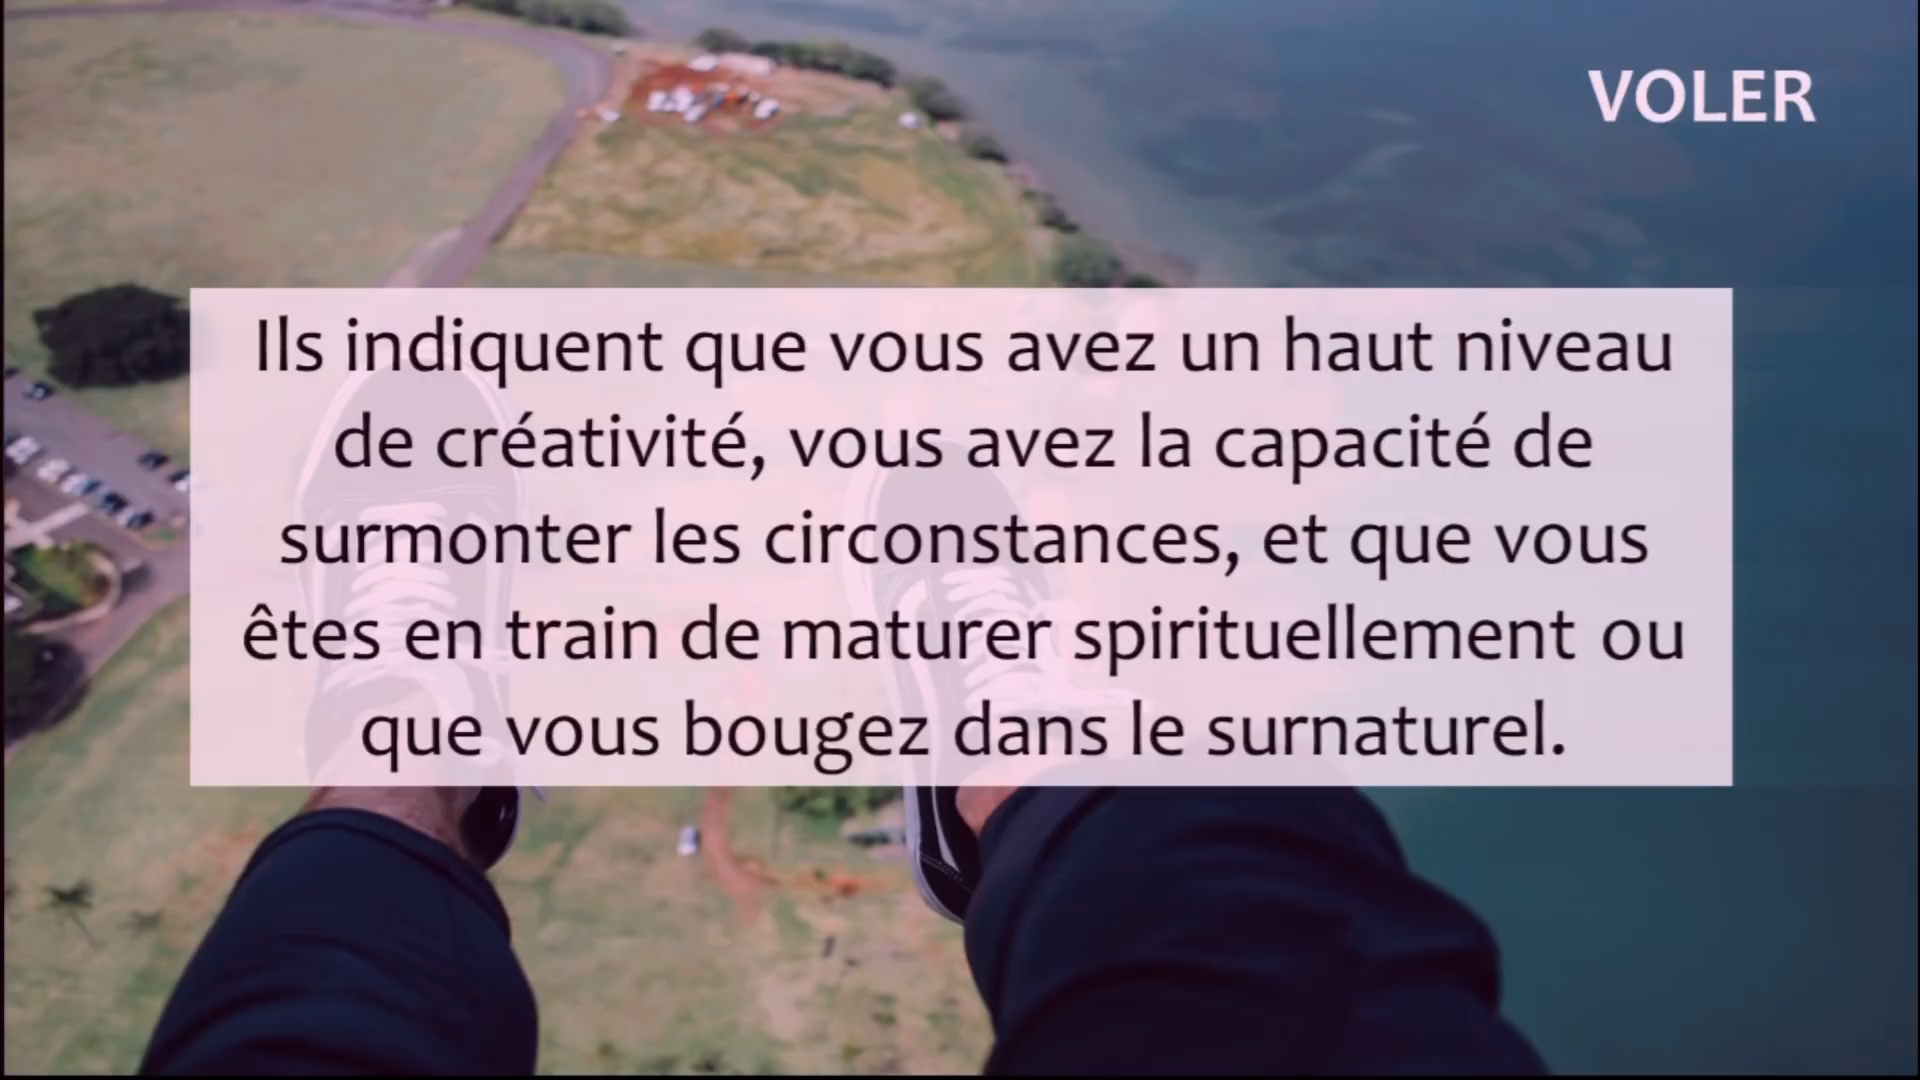 VOLER
Ils indiquent que vous avez un haut niveau
de créativité, vous avez la capacité de
surmonter les circonstances, et que vous
êtes en train de maturer spirituellement ou
que vous bougez dans le surnaturel.